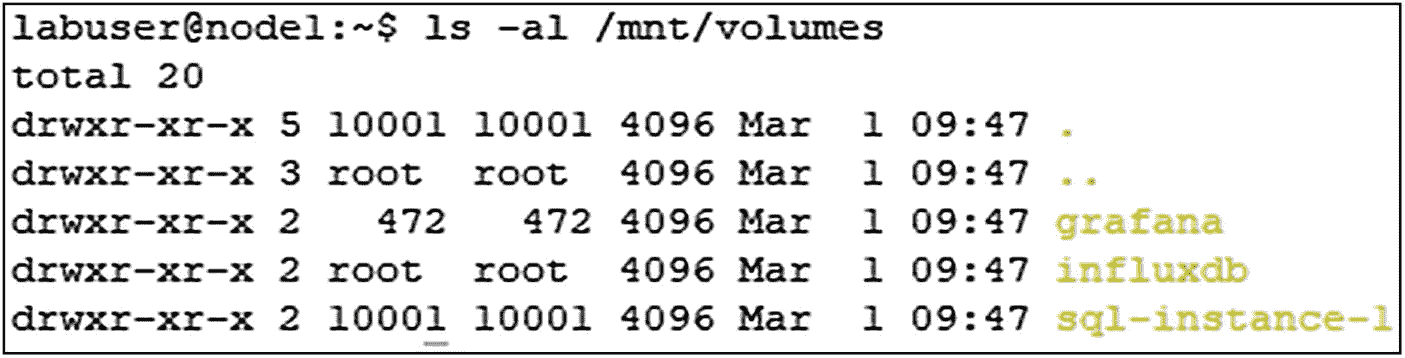 labuser@node1:~$ ls -al /mnt/volumes
total 20
drwxr-xr-x 5 10001 10001 4096 Mar  1 09:47 .
drwxr-xr-x 3 root  root  4096 Mar  1 09:47 ..
drwxr-xr-x 2   472   472 4096 Mar  1 09:47 grafana
drwxr-xr-x 2 root  root  4096 Mar  1 09:47 influxdb
drwxr-xr-x 2 10001 10001 4096 Mar  1 09:47 sql-instance-1